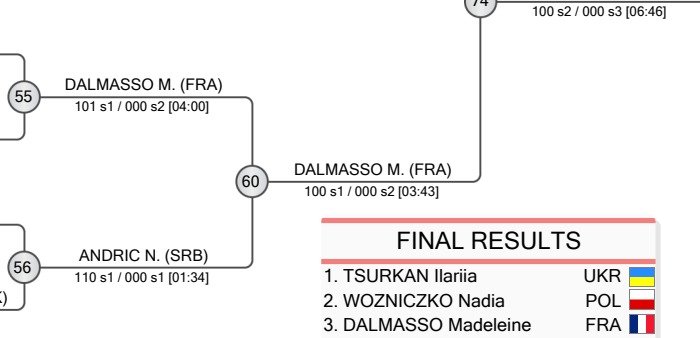 74
100 s2 / 000 s3 [06:46]
DALMASSO M. (FRA)
55
101 s1 / 000 s2 [04:00]
DALMASSO M. (FRA)
60
100 s1 / 000 s2 [03:43]
ANDRIC N. (SRB)
56
110 s1 / 000 s1 [01:34]
)
FINAL RESULTS
1. TSURKAN Ilariia UKR
2. WOZNICZKO Nadia POL
3. DALMASSO Madeleine FRA